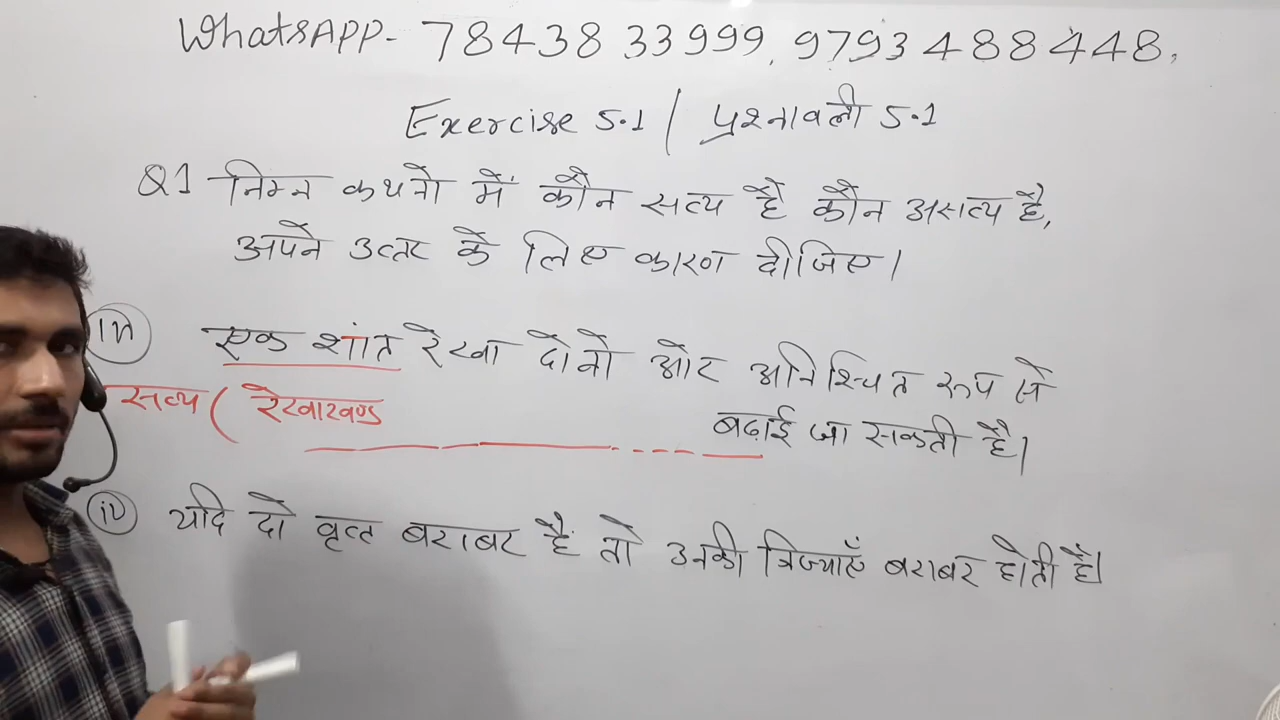 WhatsAPP- 7843833999, 9793488448,
Exercise 5.1 / प्रश्नावली 5.1
Q1 निम्न कथनो में कौन सत्य है कौन असत्य है,
अपने उत्तर के लिए कारण दीजिए।
iii एक शांत रेखा दोनो ओर अनिश्चित रूप से
बढ़ाई जा सकती है।
सत्य ( रेखाखण्ड
iv यदि दो वृत्त बराबर हैं तो उनकी त्रिज्याएँ बराबर होती हैं।